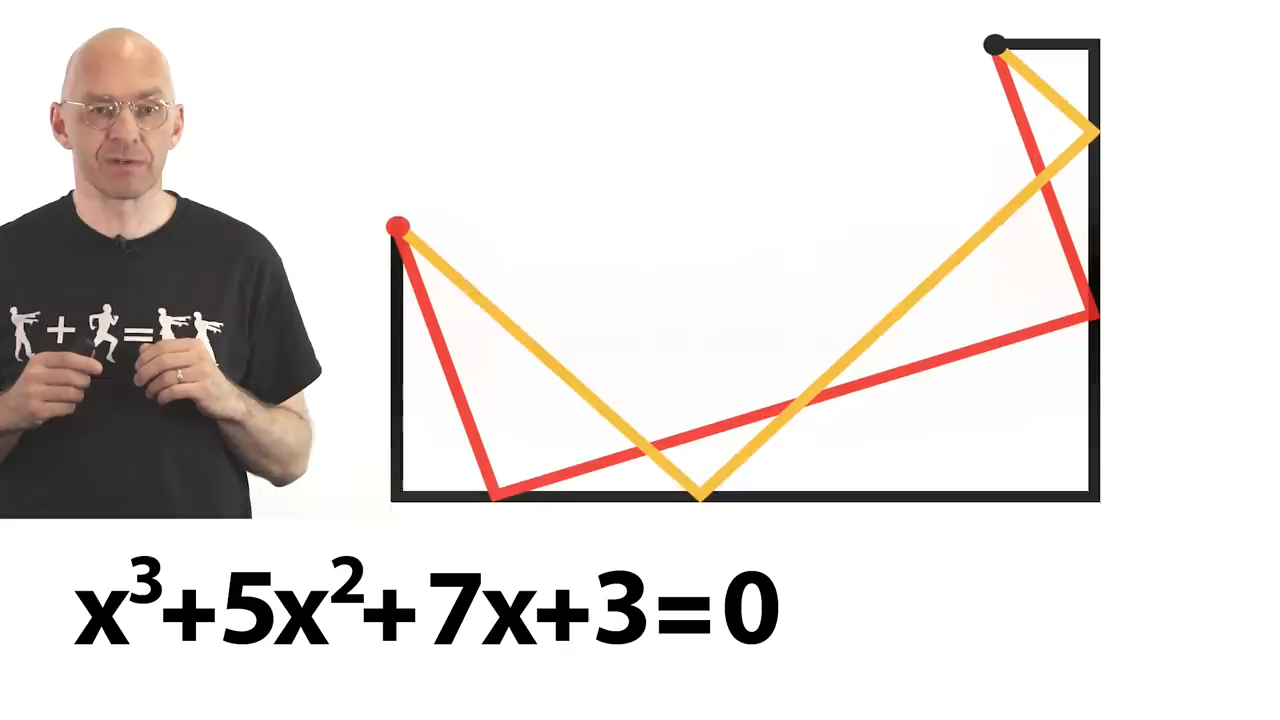 + =
x³+5x²+7x+3=0